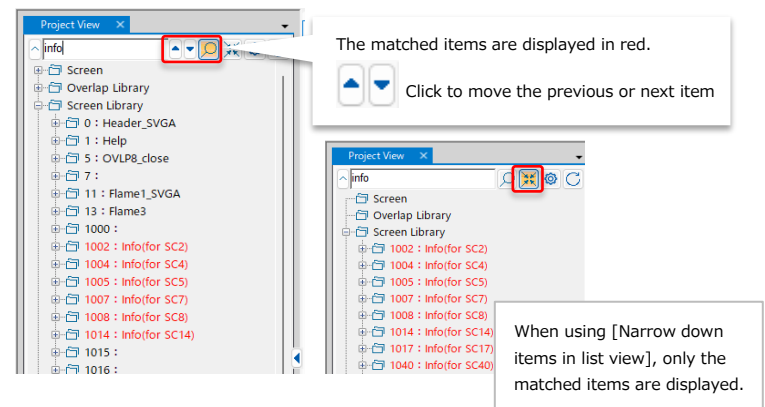 Project View
info
Screen
Overlap Library
Screen Library
0 : Header_SVGA
1 : Help
5 : OVLP8_close
7 :
11 : Flame1_SVGA
13 : Flame3
1000 :
1002 : Info(for SC2)
1004 : Info(for SC4)
1005 : Info(for SC5)
1007 : Info(for SC7)
1008 : Info(for SC8)
1014 : Info(for SC14)
1015 :
1016 :
The matched items are displayed in red.
Click to move the previous or next item
Project View
info
Screen
Overlap Library
Screen Library
1002 : Info(for SC2)
1004 : Info(for SC4)
1005 : Info(for SC5)
1007 : Info(for SC7)
1008 : Info(for SC8)
1014 : Info(for SC14)
1017 : Info(for SC17)
1040 : Info(for SC40)
When using [Narrow down
items in list view], only the
matched items are displayed.